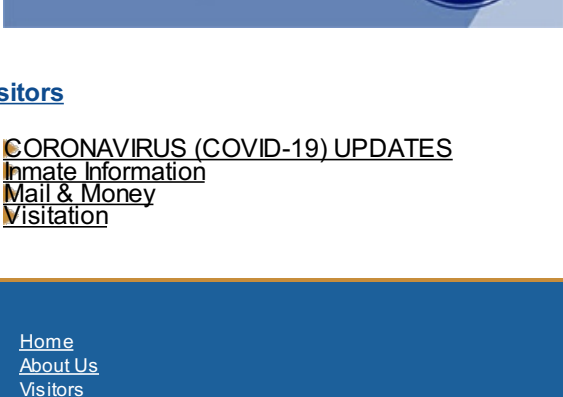 sitors
CORONAVIRUS (COVID-19) UPDATES
Inmate Information
Mail & Money
Visitation
Home
About Us
Visitors